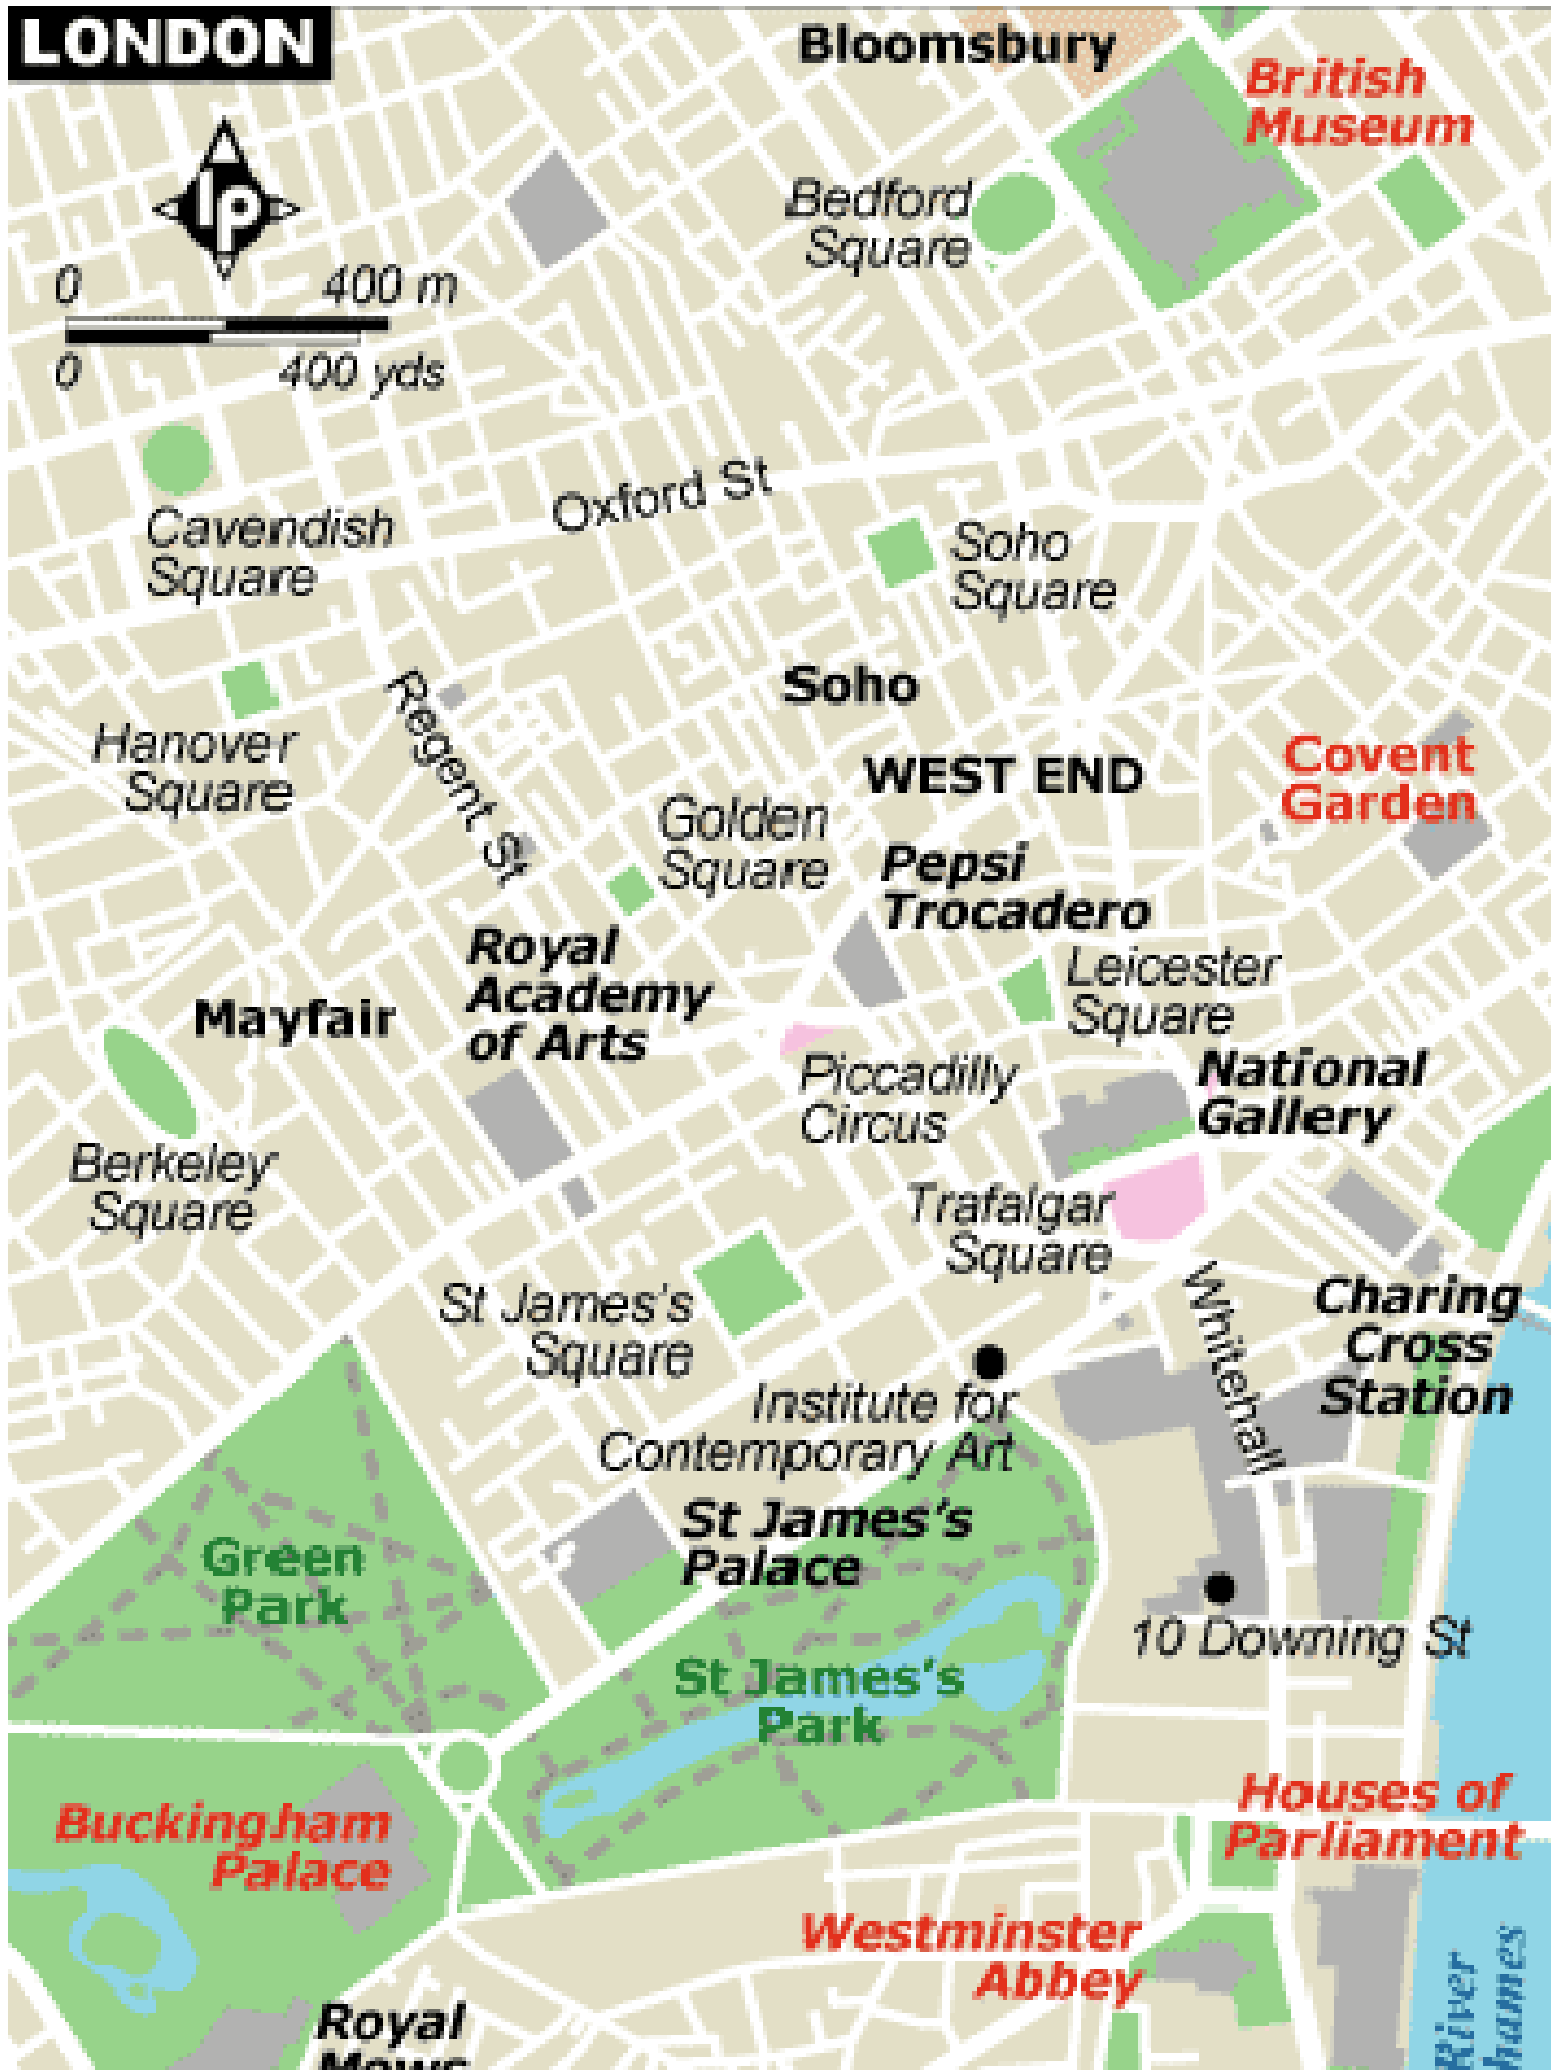 LONDON
Bloomsbury
British
Museum
lp
Bedford
Square
0 400 m
0 400 yds
Oxford St
Cavendish
Square
Soho
Square
Soho
Regent St
Hanover
Square
WEST END
Covent
Garden
Golden
Square
Pepsi
Trocadero
Royal
Academy
of Arts
Leicester
Square
Mayfair
Piccadilly
Circus
National
Gallery
Berkeley
Square
Trafalgar
Square
Whitehall
St James's
Square
Charing
Cross
Station
Institute for
Contemporary Art
St James's
Palace
Green
Park
10 Downing St
St James's
Park
Buckingham
Palace
Houses of
Parliament
Westminster
Abbey
River
hames
Royal